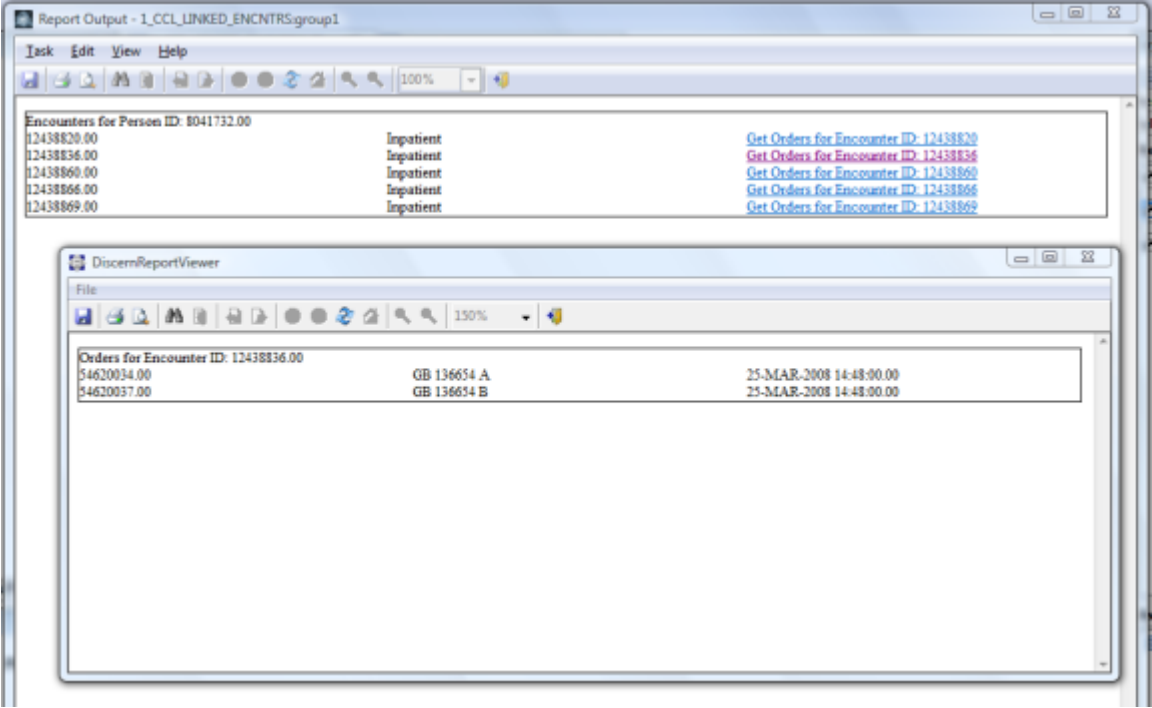 Report Output - 1_CCL_LINKED_ENCNTRS:group1
Task Edit View Help
100%
Encounters for Person ID: 8041732.00
12438820.00 Inpatient Get Orders for Encounter ID: 12438820
12438836.00 Inpatient Get Orders for Encounter ID: 12438836
12438860.00 Inpatient Get Orders for Encounter ID: 12438860
12438866.00 Inpatient Get Orders for Encounter ID: 12438866
12438869.00 Inpatient Get Orders for Encounter ID: 12438869
DiscernReportViewer
File
150%
Orders for Encounter ID: 12438836.00
54620034.00 GB 136654 A 25-MAR-2008 14:48:00.00
54620037.00 GB 136654 B 25-MAR-2008 14:48:00.00